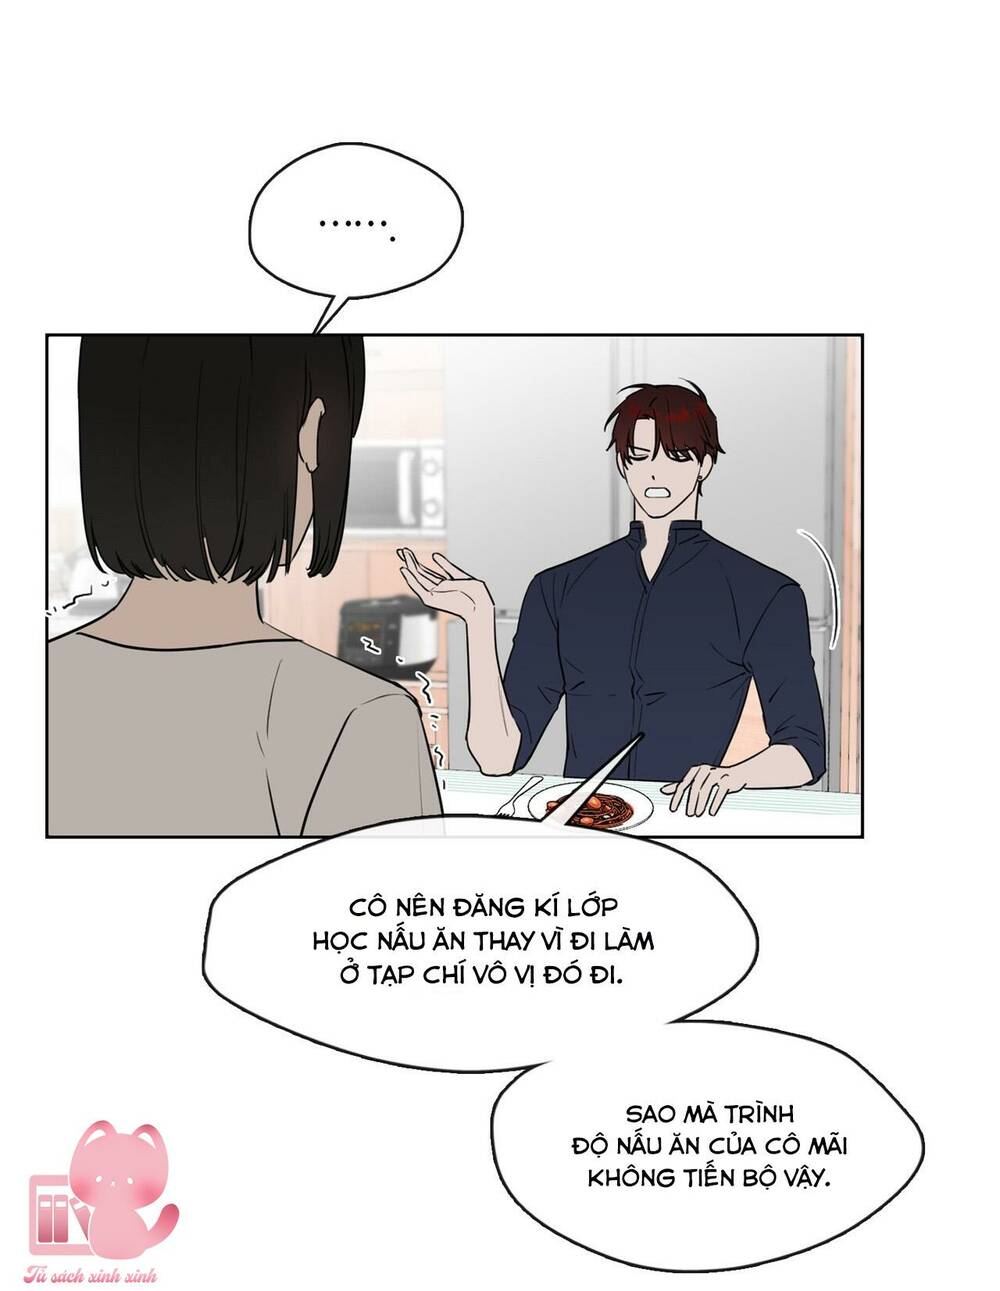 .......
CÔ NÊN ĐĂNG KÍ LỚP
HỌC NẤU ĂN THAY VÌ ĐI LÀM
Ở TẠP CHÍ VÔ VỊ ĐÓ ĐI.
SAO MÀ TRÌNH
ĐỘ NẤU ĂN CỦA CÔ MÃI
KHÔNG TIẾN BỘ VẬY.
Tủ sách xinh xinh